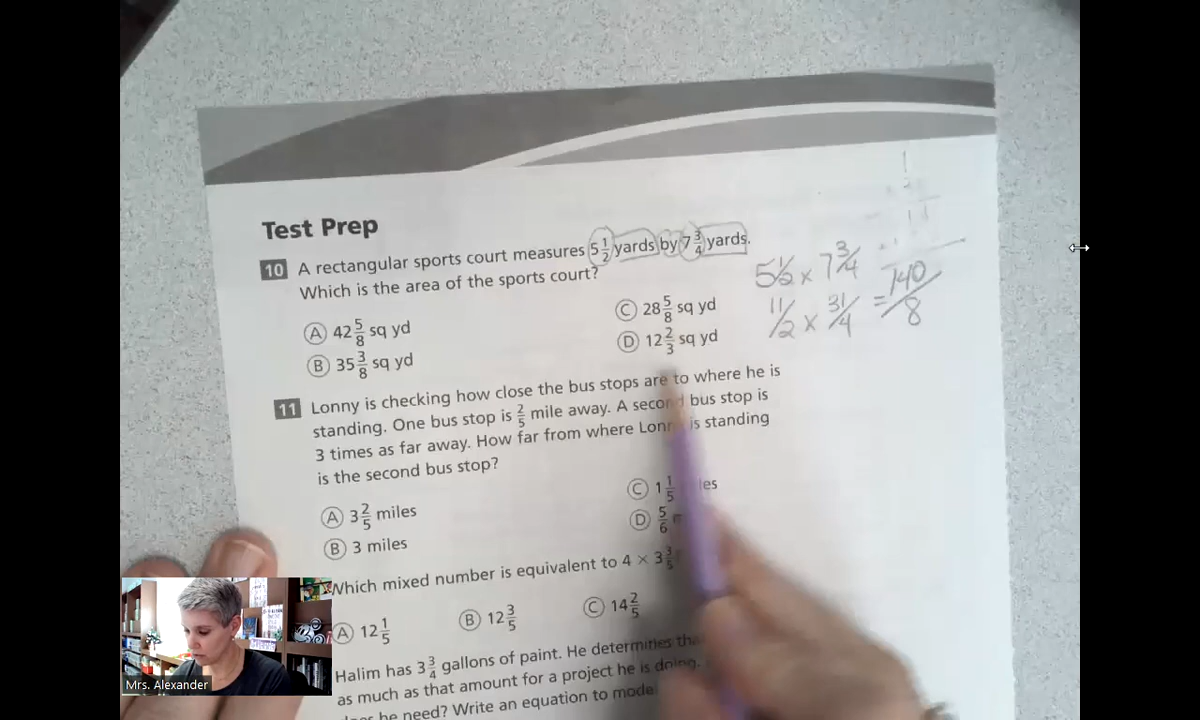 Test Prep
10 A rectangular sports court measures 5 1/2 yards by 7 3/4 yards.
Which is the area of the sports court?
A 42 5/8 sq yd
B 35 3/8 sq yd
C 28 5/8 sq yd
D 12 2/3 sq yd
5 1/2 x 7 3/4
11/2 x 31/4 = 140/8
11 Lonny is checking how close the bus stops are to where he is
standing. One bus stop is 2/5 mile away. A second bus stop is
3 times as far away. How far from where Lonny is standing
is the second bus stop?
A 3 2/5 miles
B 3 miles
C 1 1/5
D 5/6
Which mixed number is equivalent to 4 × 3 3/5
A 12 1/5
B 12 3/5
C 14 2/5
Halim has 3 3/4 gallons of paint. He determines
as much as that amount for a project he is doing.
he need? Write an equation to model
Mrs. Alexander